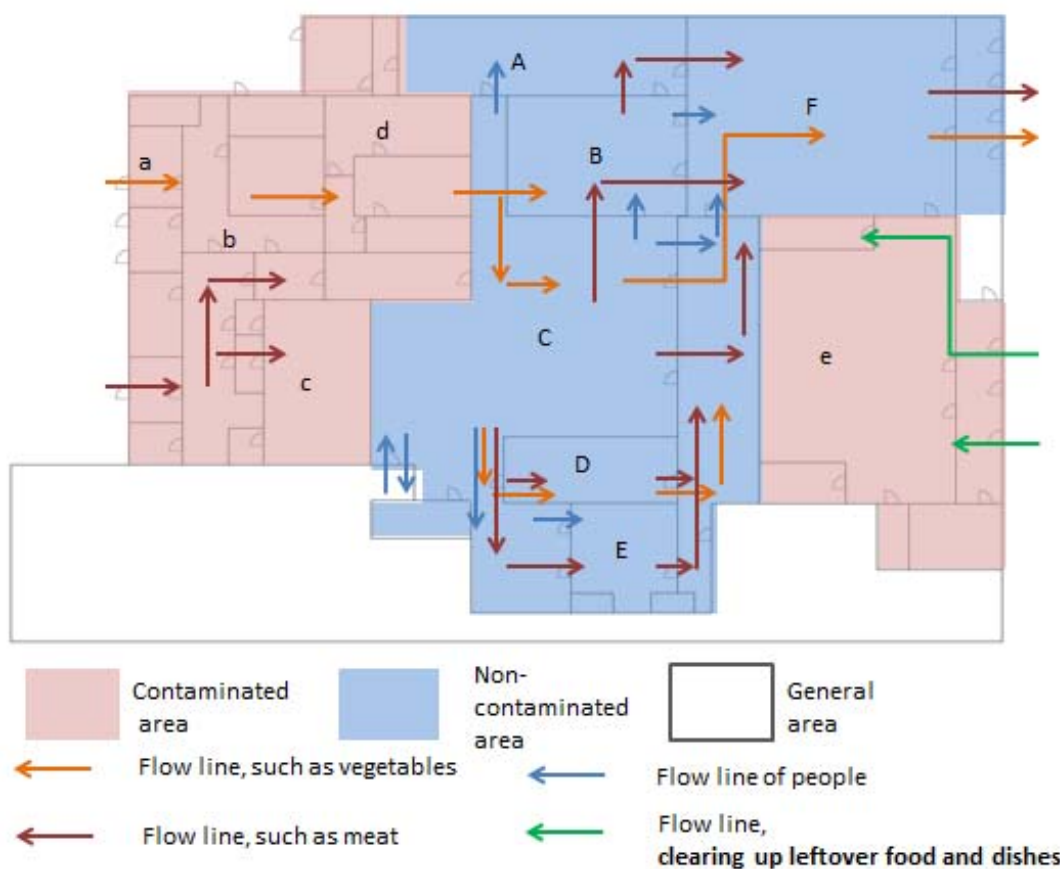 A
F
d
B
a
b
C
e
c
D
E
Contaminated
area
Non-
contaminated
area
General
area
Flow line, such as vegetables
Flow line of people
Flow line, such as meat
Flow line,
clearing up leftover food and dishes